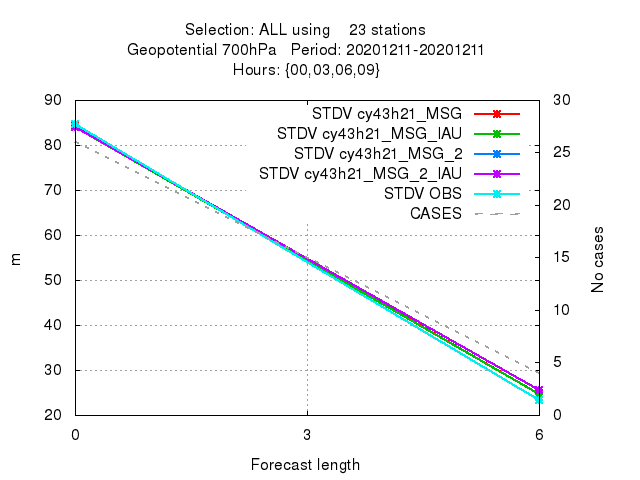 Selection: ALL using 23 stations
Geopotential 700hPa Period: 20201211-20201211
Hours: {00,03,06,09}
90
80
70
60
50
40
30
20
m
STDV cy43h21_MSG
STDV cy43h21_MSG_IAU
STDV cy43h21_MSG_2
STDV cy43h21_MSG_2_IAU
STDV OBS
CASES
30
25
20
15
10
5
0
No cases
0 3 6
Forecast length